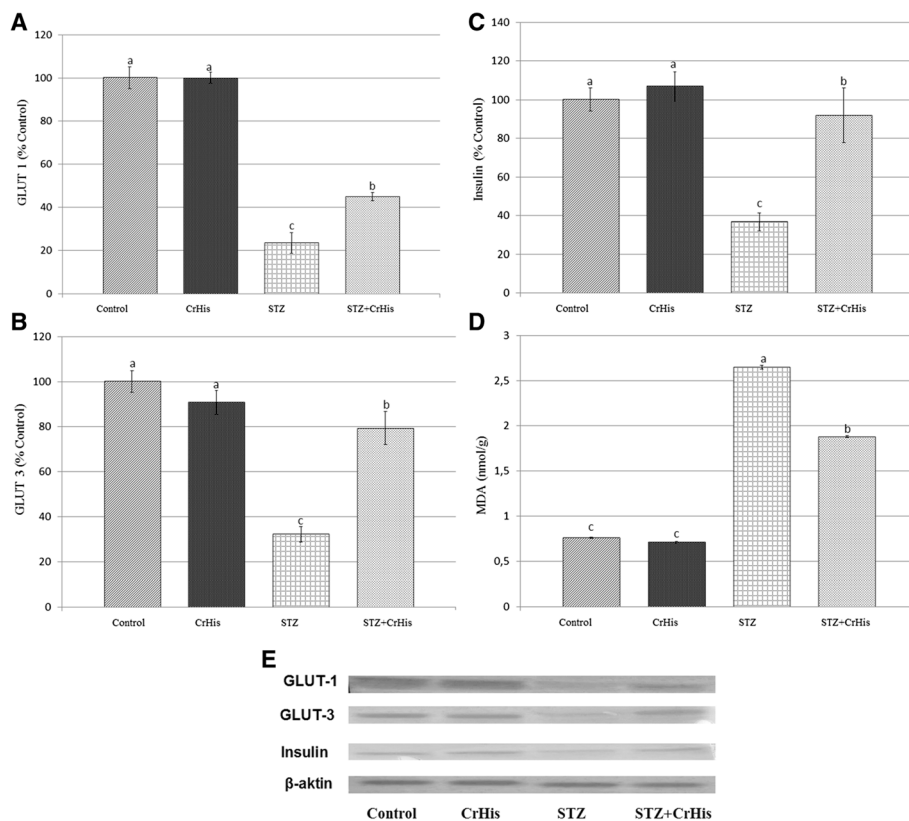 A
GLUT 1 (% Control)
120
100
80
60
40
20
0
a
a
c
b
Control CrHis STZ STZ+CrHis
B
GLUT 3 (% Control)
120
100
80
60
40
20
0
a
a
c
b
Control CrHis STZ STZ+CrHis
C
Insulin (% Control)
140
120
100
80
60
40
20
0
a
a
c
b
Control CrHis STZ STZ+CrHis
D
MDA (nmol/g)
3
2,5
2
1,5
1
0,5
0
c
c
a
b
Control CrHis STZ STZ+CrHis
E
GLUT-1
GLUT-3
Insulin
β-aktin
Control CrHis STZ STZ+CrHis